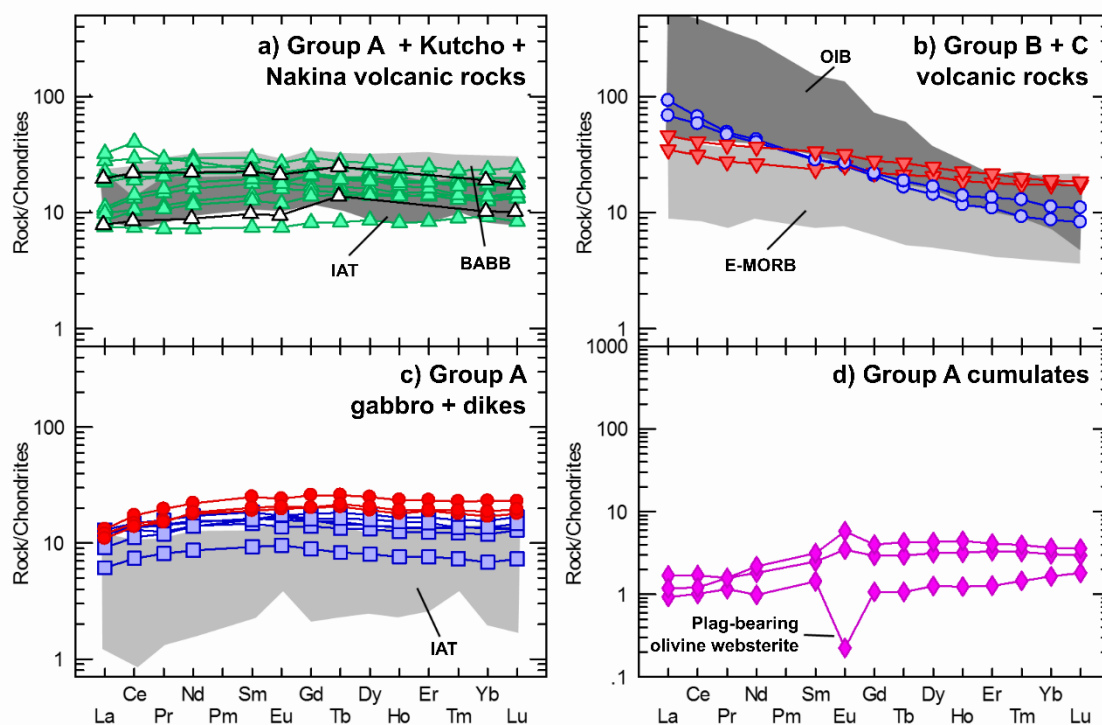 a) Group A + Kutcho +
Nakina volcanic rocks
Rock/Chondrites
100
10
1
IAT
BABB
b) Group B + C
volcanic rocks
Rock/Chondrites
100
10
1
OIB
E-MORB
c) Group A
gabbro + dikes
Rock/Chondrites
100
10
1
IAT
d) Group A cumulates
Rock/Chondrites
1000
100
10
1
.1
Plag-bearing
olivine websterite
Ce Nd Sm Gd Dy Er Yb
La Pr Pm Eu Tb Ho Tm Lu
Ce Nd Sm Gd Dy Er Yb
La Pr Pm Eu Tb Ho Tm Lu